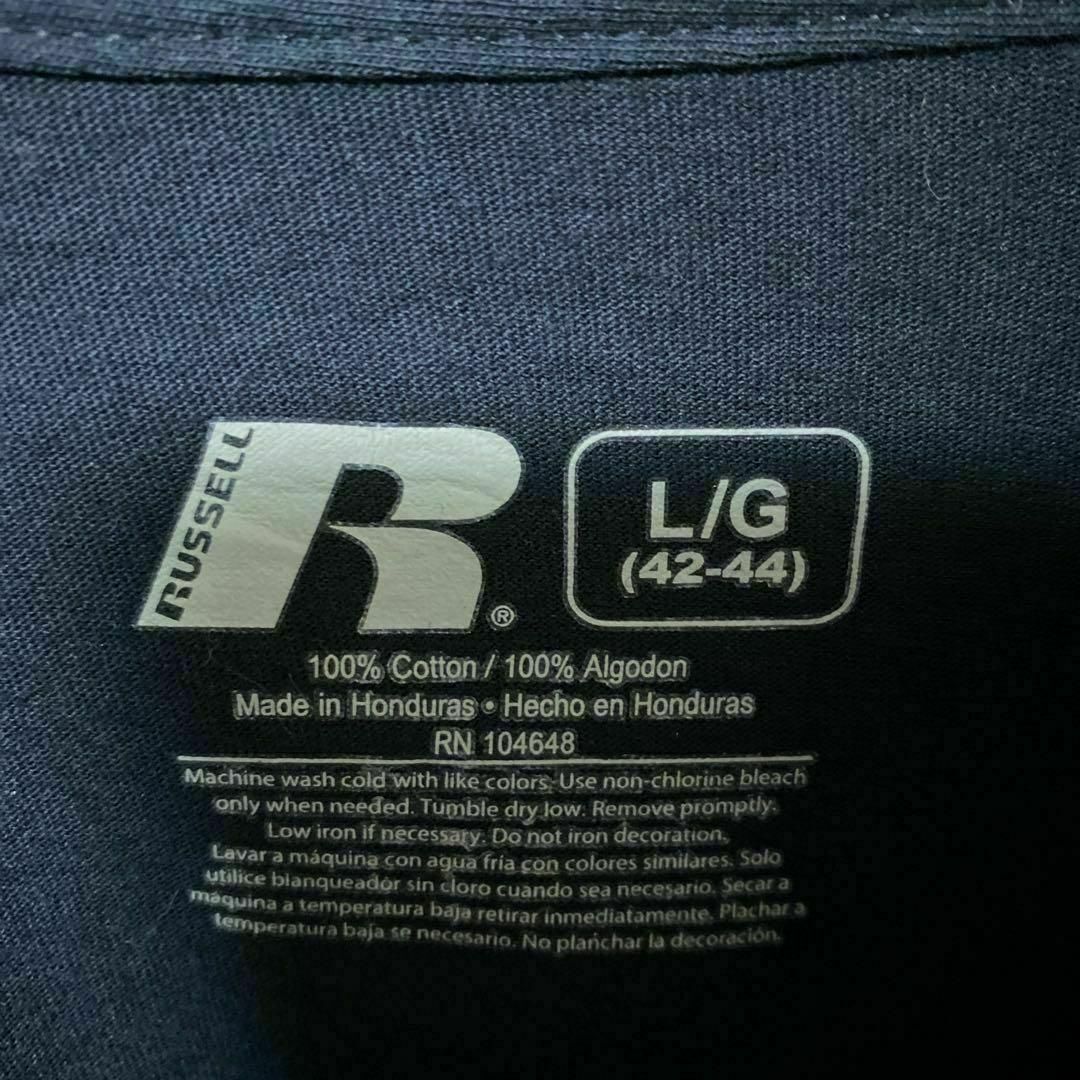 RUSSELL
R®
L/G
(42-44)
100% Cotton / 100% Algodon
Made in Honduras • Hecho en Honduras
RN 104648
Machine wash cold with like colors. Use non-chlorine bleach
only when needed. Tumble dry low. Remove promptly.
Low iron if necessary. Do not iron decoration.
Lavar a máquina con agua fría con colores similares. Solo
utilice blanqueador sin cloro cuando sea necesario. Secar a
máquina a temperatura baja retirar inmediatamente. Plachar a
temperatura baja se necesario. No planchar la decoración.